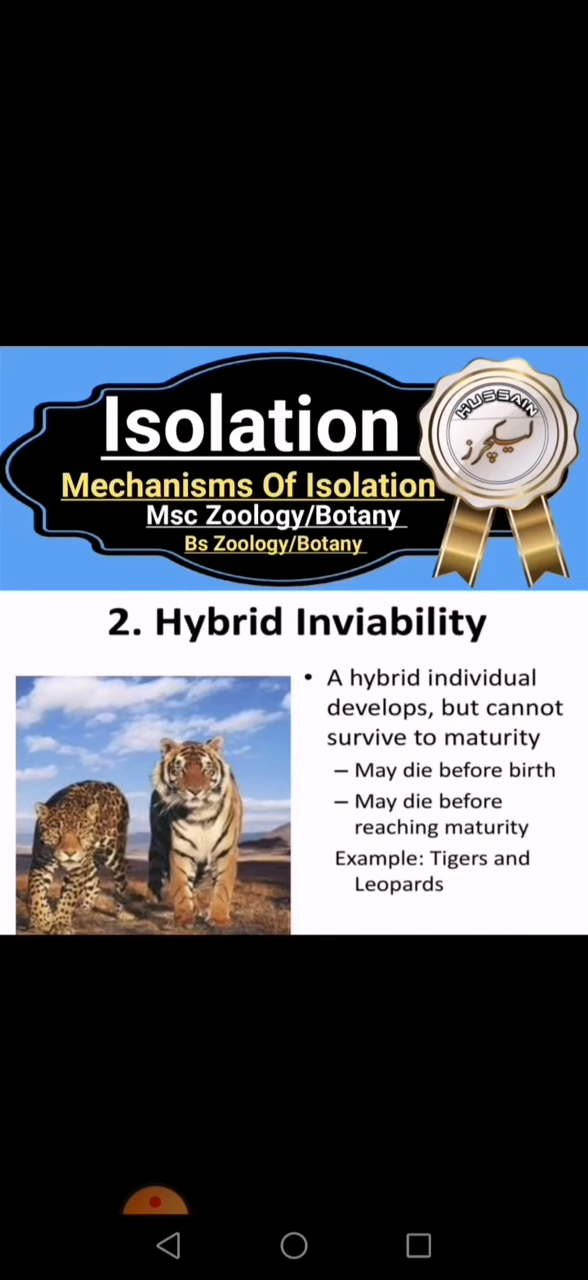 Isolation
Mechanisms Of Isolation
Msc Zoology/Botany
Bs Zoology/Botany
HUSSAIN
لیکچرز
2. Hybrid Inviability
• A hybrid individual
develops, but cannot
survive to maturity
– May die before birth
– May die before
reaching maturity
Example: Tigers and
Leopards